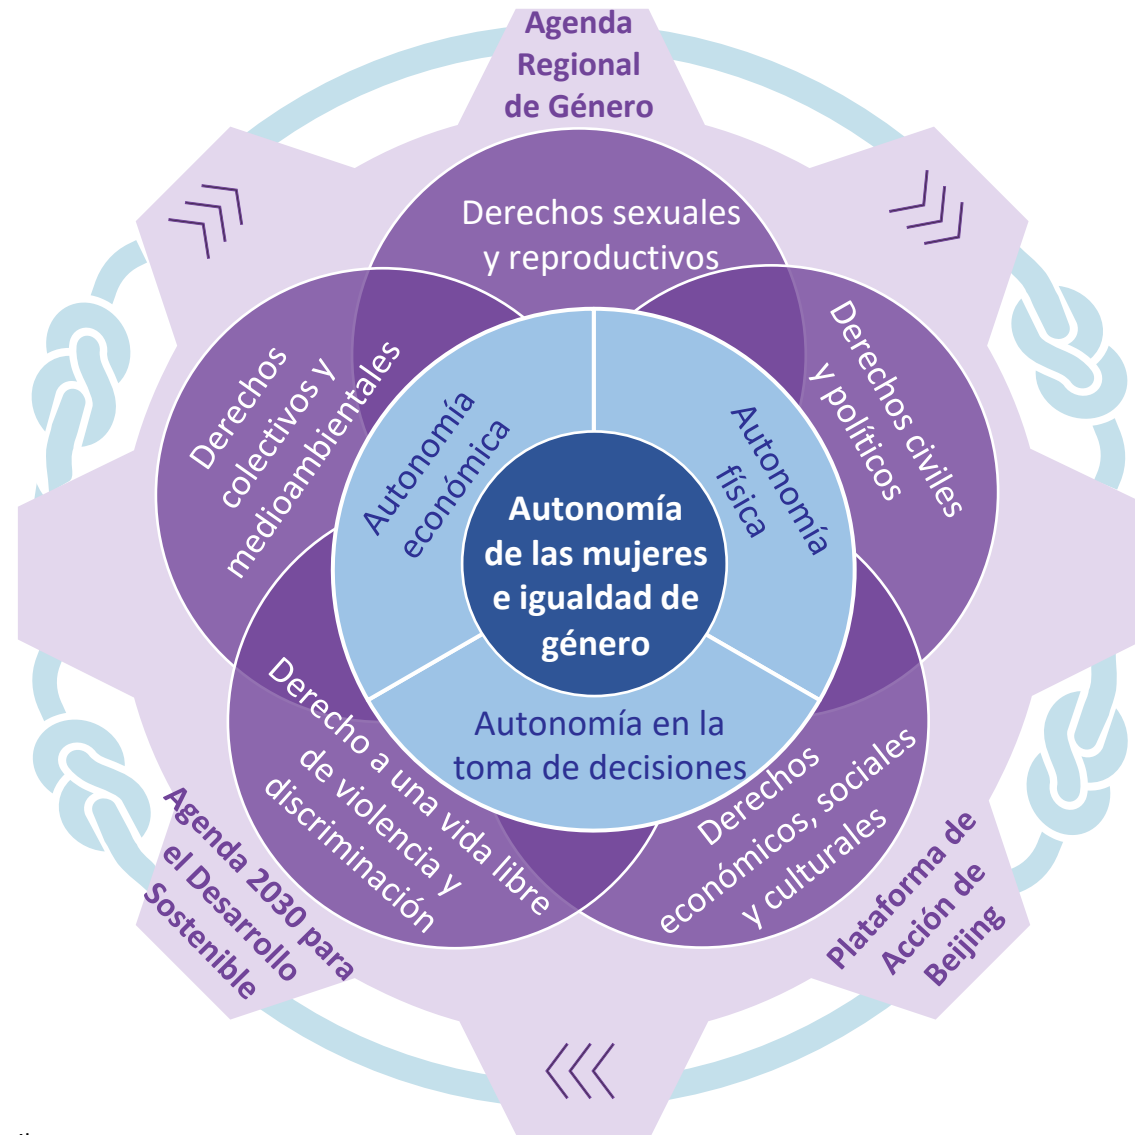 Agenda
Regional
de Género
Derechos sexuales
y reproductivos
Derechos
colectivos y
medioambientales
Derechos civiles
y políticos
Autonomía
económica
Autonomía
física
Autonomía
de las mujeres
e igualdad de
género
Autonomía en la
toma de decisiones
Derecho a una vida libre
de violencia y
discriminación
Derechos
económicos, sociales
y culturales
Agenda 2030 para
el Desarrollo
Sostenible
Plataforma de
Acción de
Beijing